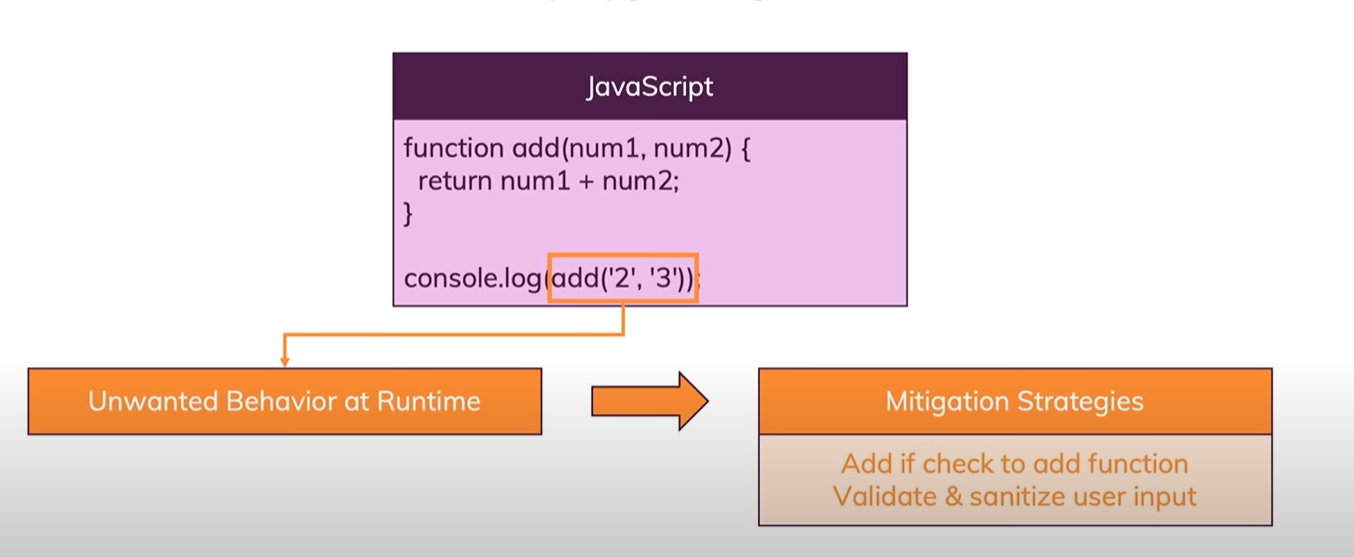 JavaScript
function add(num1, num2) {
return num1 + num2;
}
console.log(add('2', '3'));
Unwanted Behavior at Runtime
Mitigation Strategies
Add if check to add function
Validate & sanitize user input